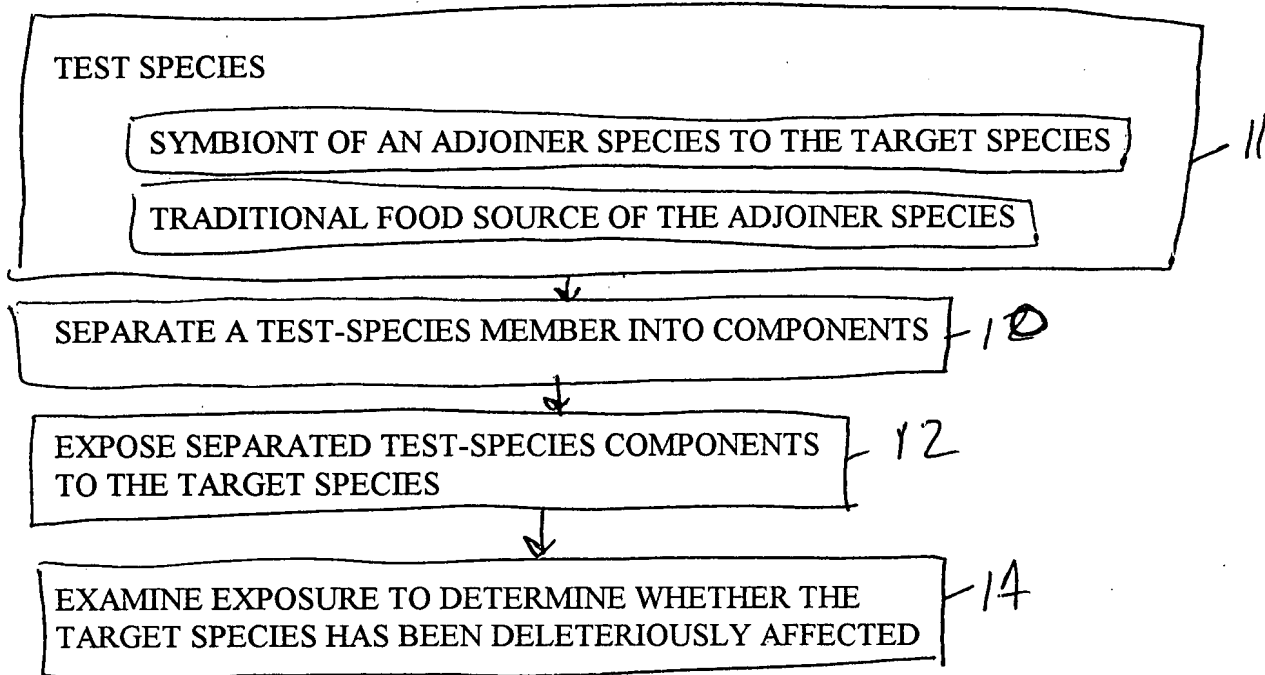 TEST SPECIES
SYMBIONT OF AN ADJOINER SPECIES TO THE TARGET SPECIES
11
TRADITIONAL FOOD SOURCE OF THE ADJOINER SPECIES
SEPARATE A TEST-SPECIES MEMBER INTO COMPONENTS
10
EXPOSE SEPARATED TEST-SPECIES COMPONENTS
12
TO THE TARGET SPECIES
EXAMINE EXPOSURE TO DETERMINE WHETHER THE
14
TARGET SPECIES HAS BEEN DELETERIOUSLY AFFECTED